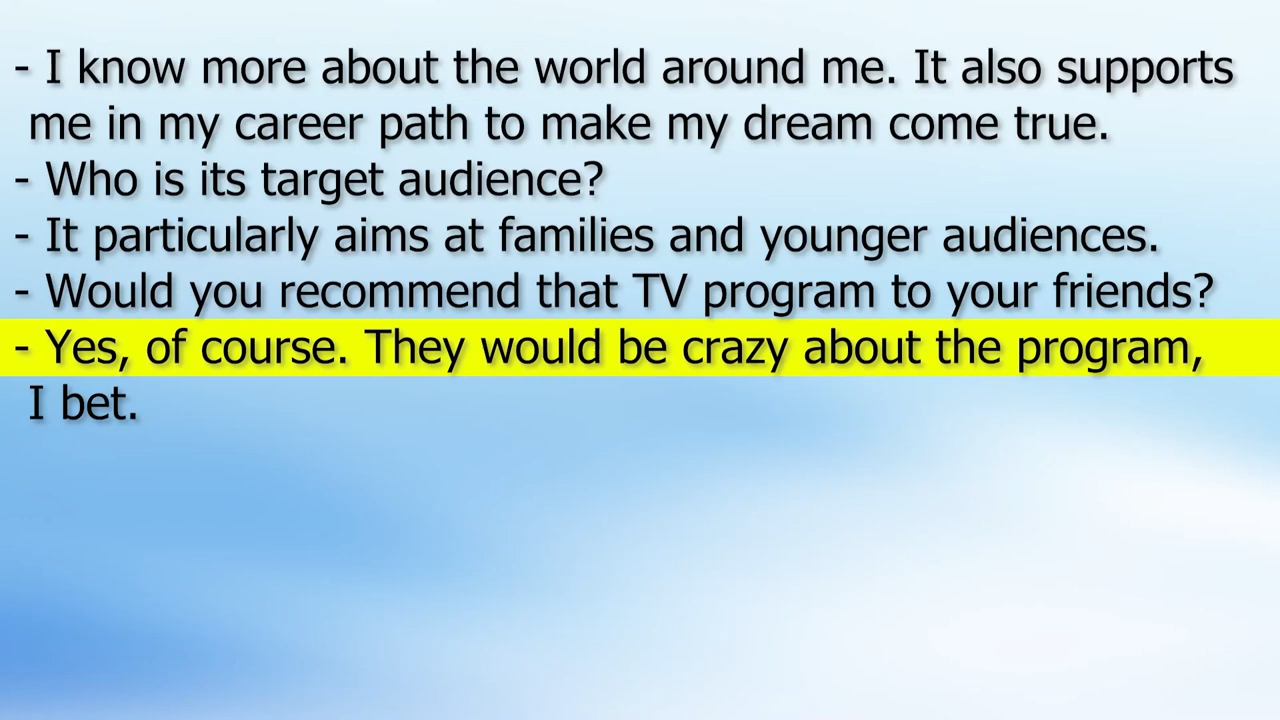 - I know more about the world around me. It also supports
me in my career path to make my dream come true.
- Who is its target audience?
- It particularly aims at families and younger audiences.
- Would you recommend that TV program to your friends?
- Yes, of course. They would be crazy about the program,
I bet.